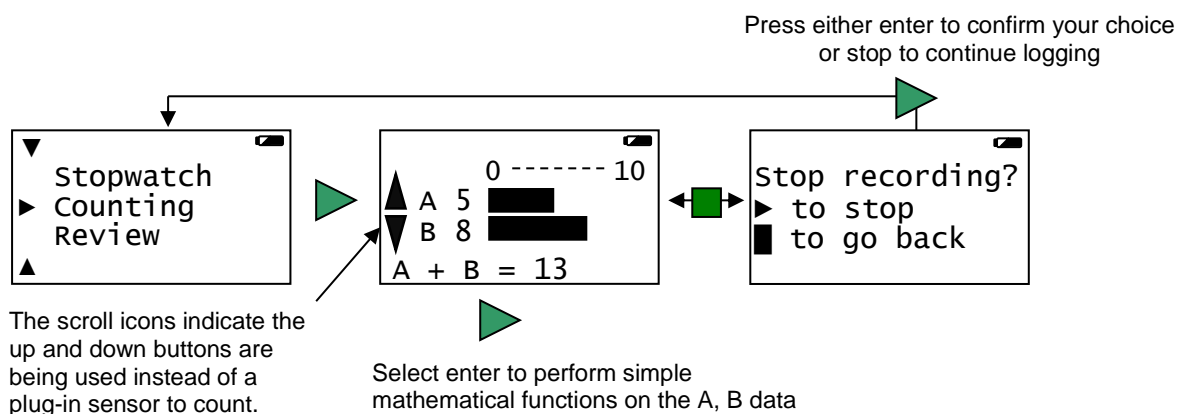 Press either enter to confirm your choice
or stop to continue logging
Stopwatch
Counting
Review
0 ------ 10
A 5
B 8
A + B = 13
Stop recording?
to stop
to go back
The scroll icons indicate the
up and down buttons are
being used instead of a
plug-in sensor to count.
Select enter to perform simple
mathematical functions on the A, B data